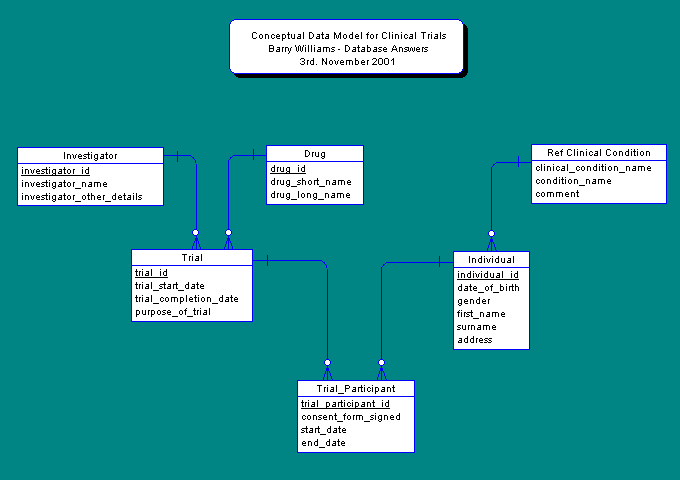 Conceptual Data Model for Clinical Trials
Barry Williams - Database Answers
3rd. November 2001
Investigator
investigator_id
investigator_name
investigator_other_details
Drug
drug_id
drug_short_name
drug_long_name
Ref Clinical Condition
clinical_condition_name
condition_name
comment
Trial
trial_id
trial_start_date
trial_completion_date
purpose_of_trial
Individual
individual_id
date_of_birth
gender
first_name
surname
address
Trial_Participant
trial_participant_id
consent_form_signed
start_date
end_date